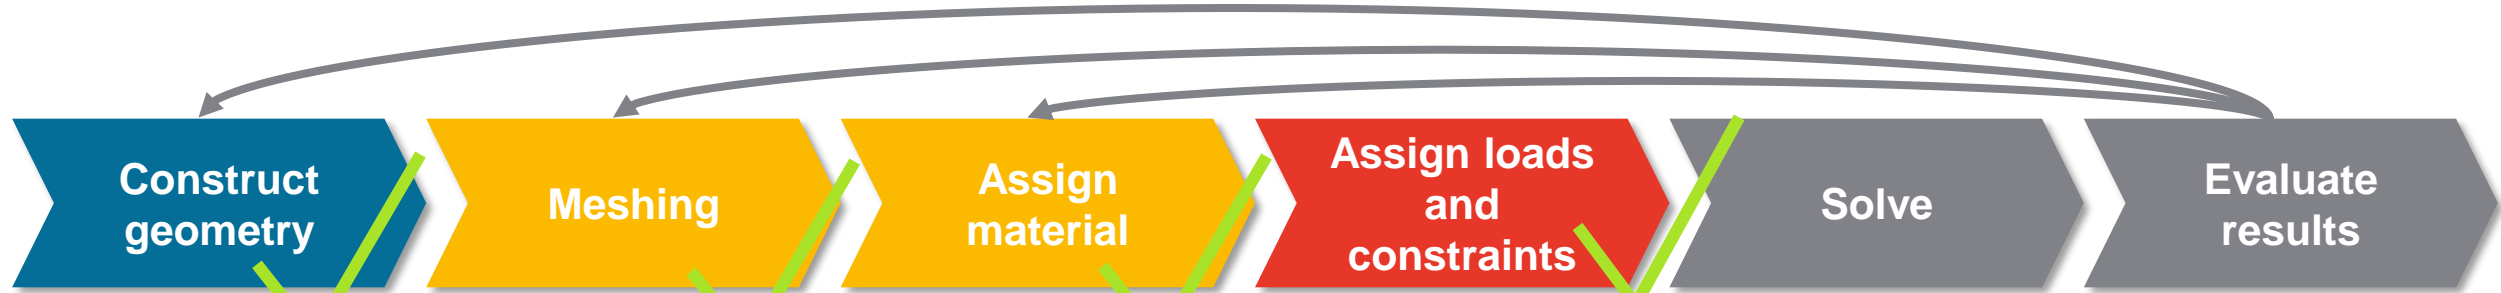 Construct
geometry
Meshing
Assign
material
Assign loads
and
constraints
Solve
Evaluate
results